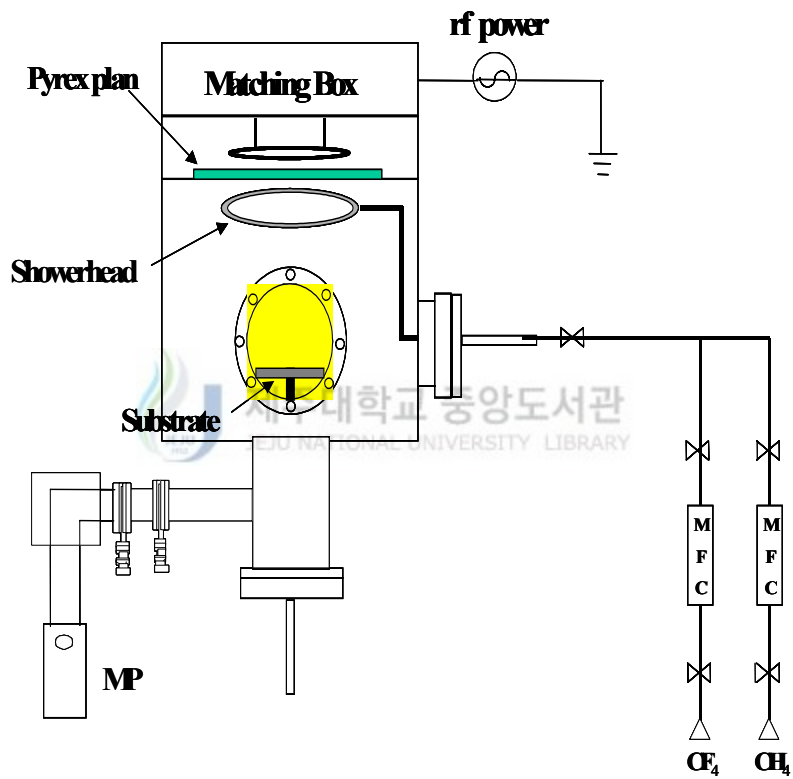 rf power
Pyrex plan
Matching Box
Showerhead
Substrate
제주대학교 중앙도서관
JEJU NATIONAL UNIVERSITY LIBRARY
M
F
C
M
F
C
MP
CF4
CH4